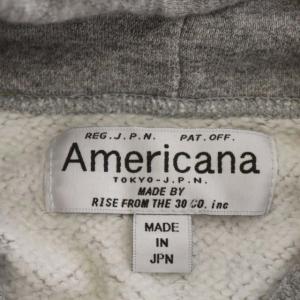 REG.J.P.N. PAT.OFF.
Americana
TOKYO-J.P.N.
MADE BY
RISE FROM THE 30 CO. inc
MADE
IN
JPN